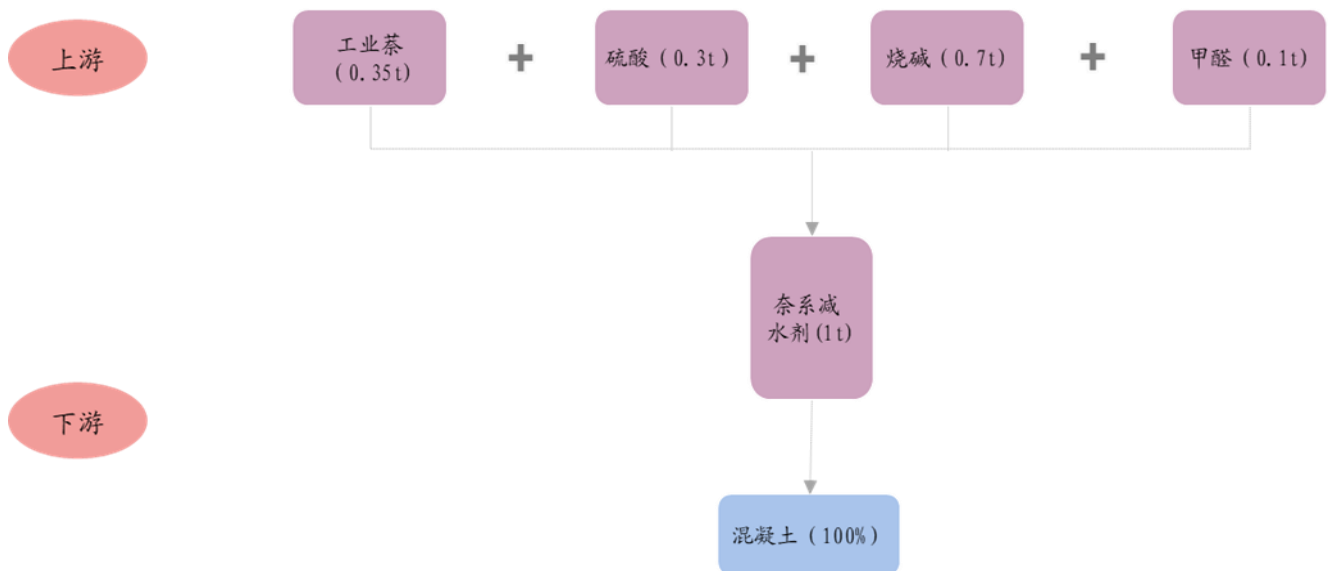 上游
工业萘
(0.35t)
硫酸(0.3t)
烧碱(0.7t)
甲醛(0.1t)
奈系减
水剂(1t)
下游
混凝土(100%)